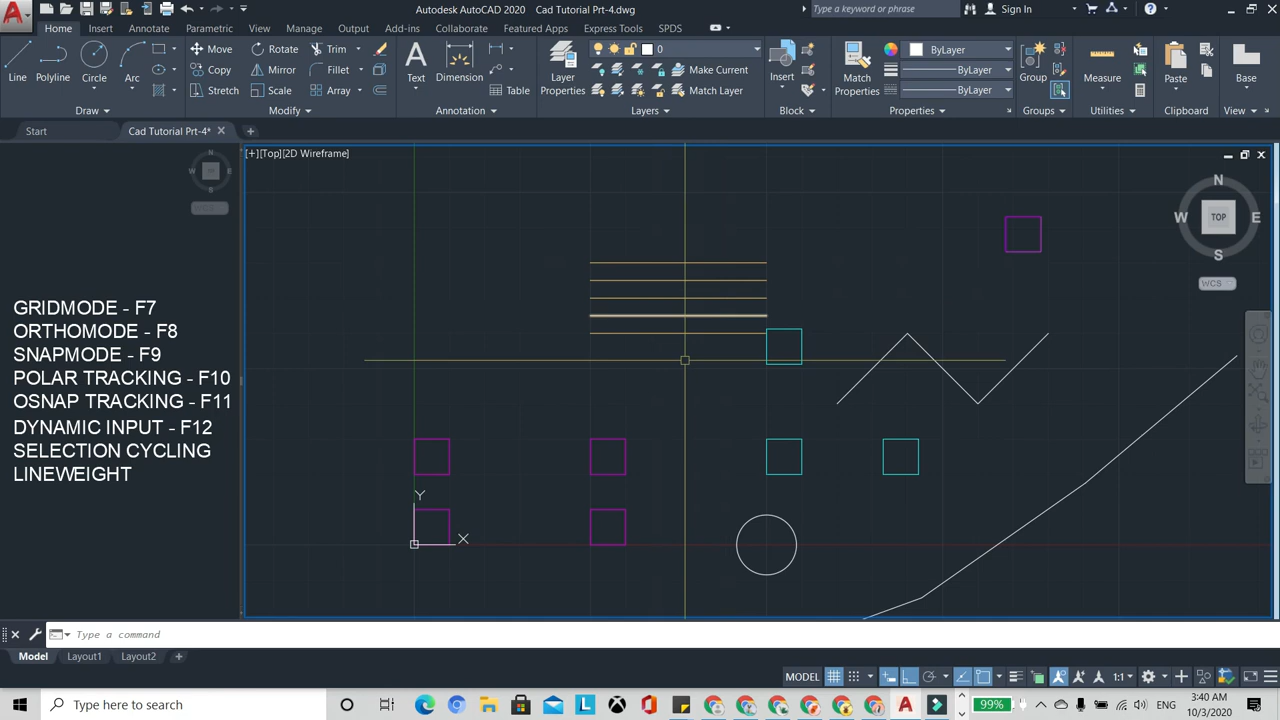 Autodesk AutoCAD 2020 Cad Tutorial Prt-4.dwg
Type a keyword or phrase
Sign In
Home Insert Annotate Parametric View Manage Output Add-ins Collaborate Featured Apps Express Tools SPDS
Line
Polyline
Circle
Arc
Move
Rotate
Trim
Copy
Mirror
Fillet
Stretch
Scale
Array
Text
Dimension
Table
Layer
Properties
0
Make Current
Match Layer
Insert
Match
Properties
ByLayer
ByLayer
ByLayer
Group
Measure
Paste
Base
Draw
Modify
Annotation
Layers
Block
Properties
Groups
Utilities
Clipboard
View
Start
Cad Tutorial Prt-4*
[+][Top][2D Wireframe]
N
W
E
S
WCS
N
W
TOP
E
S
WCS
GRIDMODE - F7
ORTHOMODE - F8
SNAPMODE - F9
POLAR TRACKING - F10
OSNAP TRACKING - F11
DYNAMIC INPUT - F12
SELECTION CYCLING
LINEWEIGHT
Y
X
Type a command
Model Layout1 Layout2
MODEL
1:1
Type here to search
99%
ENG
3:40 AM
10/3/2020